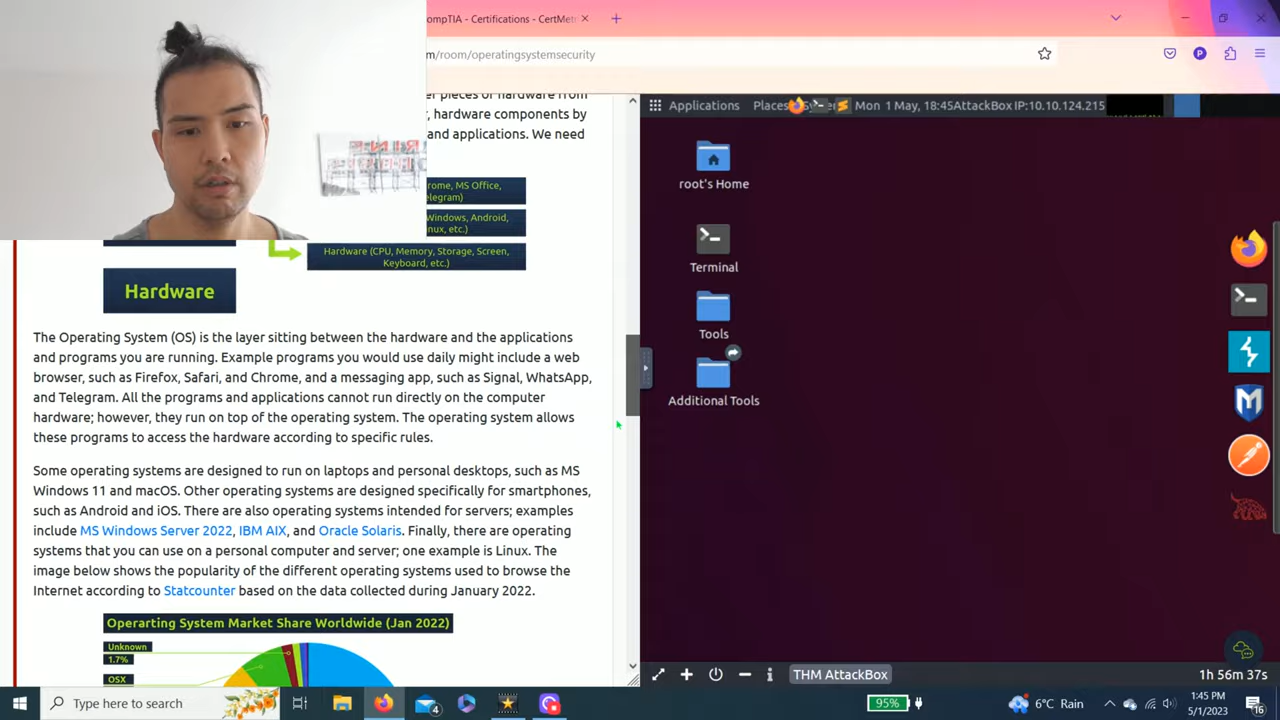 ompTIA - Certifications - CertMetr
m/room/operatingsystemsecurity
er pieces of hardware from
, hardware components by
and applications. We need
rome, MS Office,
elegram)
Windows, Android,
nux, etc.)
Hardware (CPU, Memory, Storage, Screen,
Keyboard, etc.)
Hardware
The Operating System (OS) is the layer sitting between the hardware and the applications
and programs you are running. Example programs you would use daily might include a web
browser, such as Firefox, Safari, and Chrome, and a messaging app, such as Signal, WhatsApp,
and Telegram. All the programs and applications cannot run directly on the computer
hardware; however, they run on top of the operating system. The operating system allows
these programs to access the hardware according to specific rules.
Some operating systems are designed to run on laptops and personal desktops, such as MS
Windows 11 and macOS. Other operating systems are designed specifically for smartphones,
such as Android and iOS. There are also operating systems intended for servers; examples
include MS Windows Server 2022, IBM AIX, and Oracle Solaris. Finally, there are operating
systems that you can use on a personal computer and server; one example is Linux. The
image below shows the popularity of the different operating systems used to browse the
Internet according to Statcounter based on the data collected during January 2022.
Operarting System Market Share Worldwide (Jan 2022)
Unknown
1.7%
OSX
Applications Places Mon 1 May, 18:45 AttackBox IP:10.10.124.215
root's Home
Terminal
Tools
Additional Tools
THM AttackBox
1h 56m 37s
Type here to search
4
95%
6°C Rain
1:45 PM
5/1/2023
16